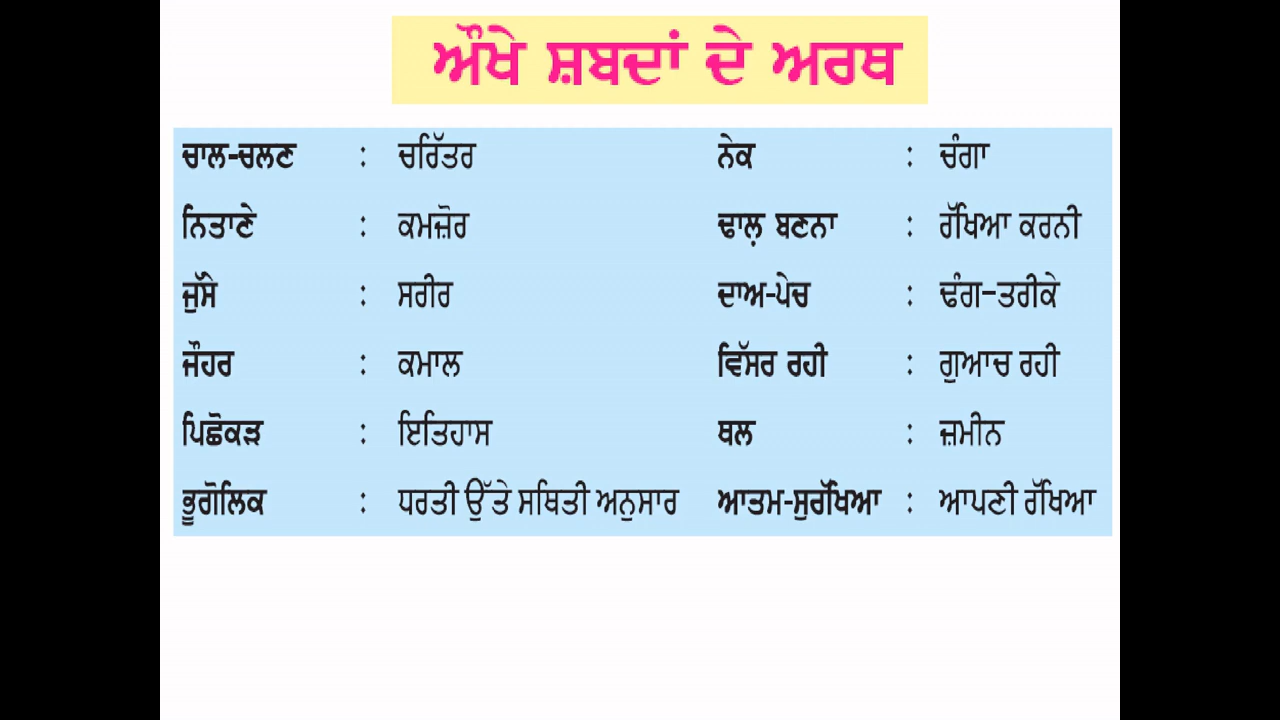 ਔਖੇ ਸ਼ਬਦਾਂ ਦੇ ਅਰਥ
ਚਾਲ-ਚਲਣ : ਚਰਿੱਤਰ ਨੇਕ : ਚੰਗਾ
ਨਿਤਾਣੇ : ਕਮਜ਼ੋਰ ਢਾਲ਼ ਬਣਨਾ : ਰੱਖਿਆ ਕਰਨੀ
ਜੁੱਸੇ : ਸਰੀਰ ਦਾਅ-ਪੇਚ : ਢੰਗ-ਤਰੀਕੇ
ਜੌਹਰ : ਕਮਾਲ ਵਿੱਸਰ ਰਹੀ : ਗੁਆਚ ਰਹੀ
ਪਿਛੋਕੜ : ਇਤਿਹਾਸ ਥਲ : ਜ਼ਮੀਨ
ਭੂਗੋਲਿਕ : ਧਰਤੀ ਉੱਤੇ ਸਥਿਤੀ ਅਨੁਸਾਰ ਆਤਮ-ਸੁਰੱਖਿਆ : ਆਪਣੀ ਰੱਖਿਆ